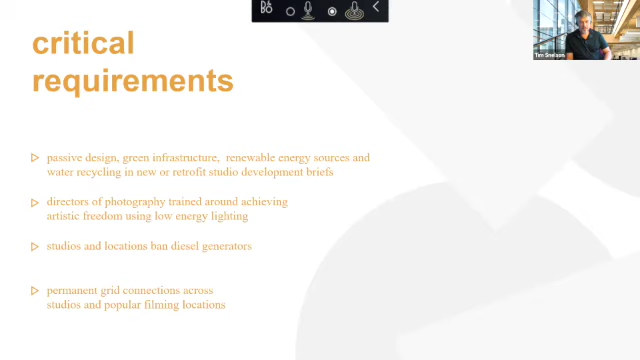 critical
requirements
passive design, green infrastructure, renewable energy sources and
water recycling in new or retrofit studio development briefs
directors of photography trained around achieving
artistic freedom using low energy lighting
studios and locations ban diesel generators
permanent grid connections across
studios and popular filming locations
Tim Snelson